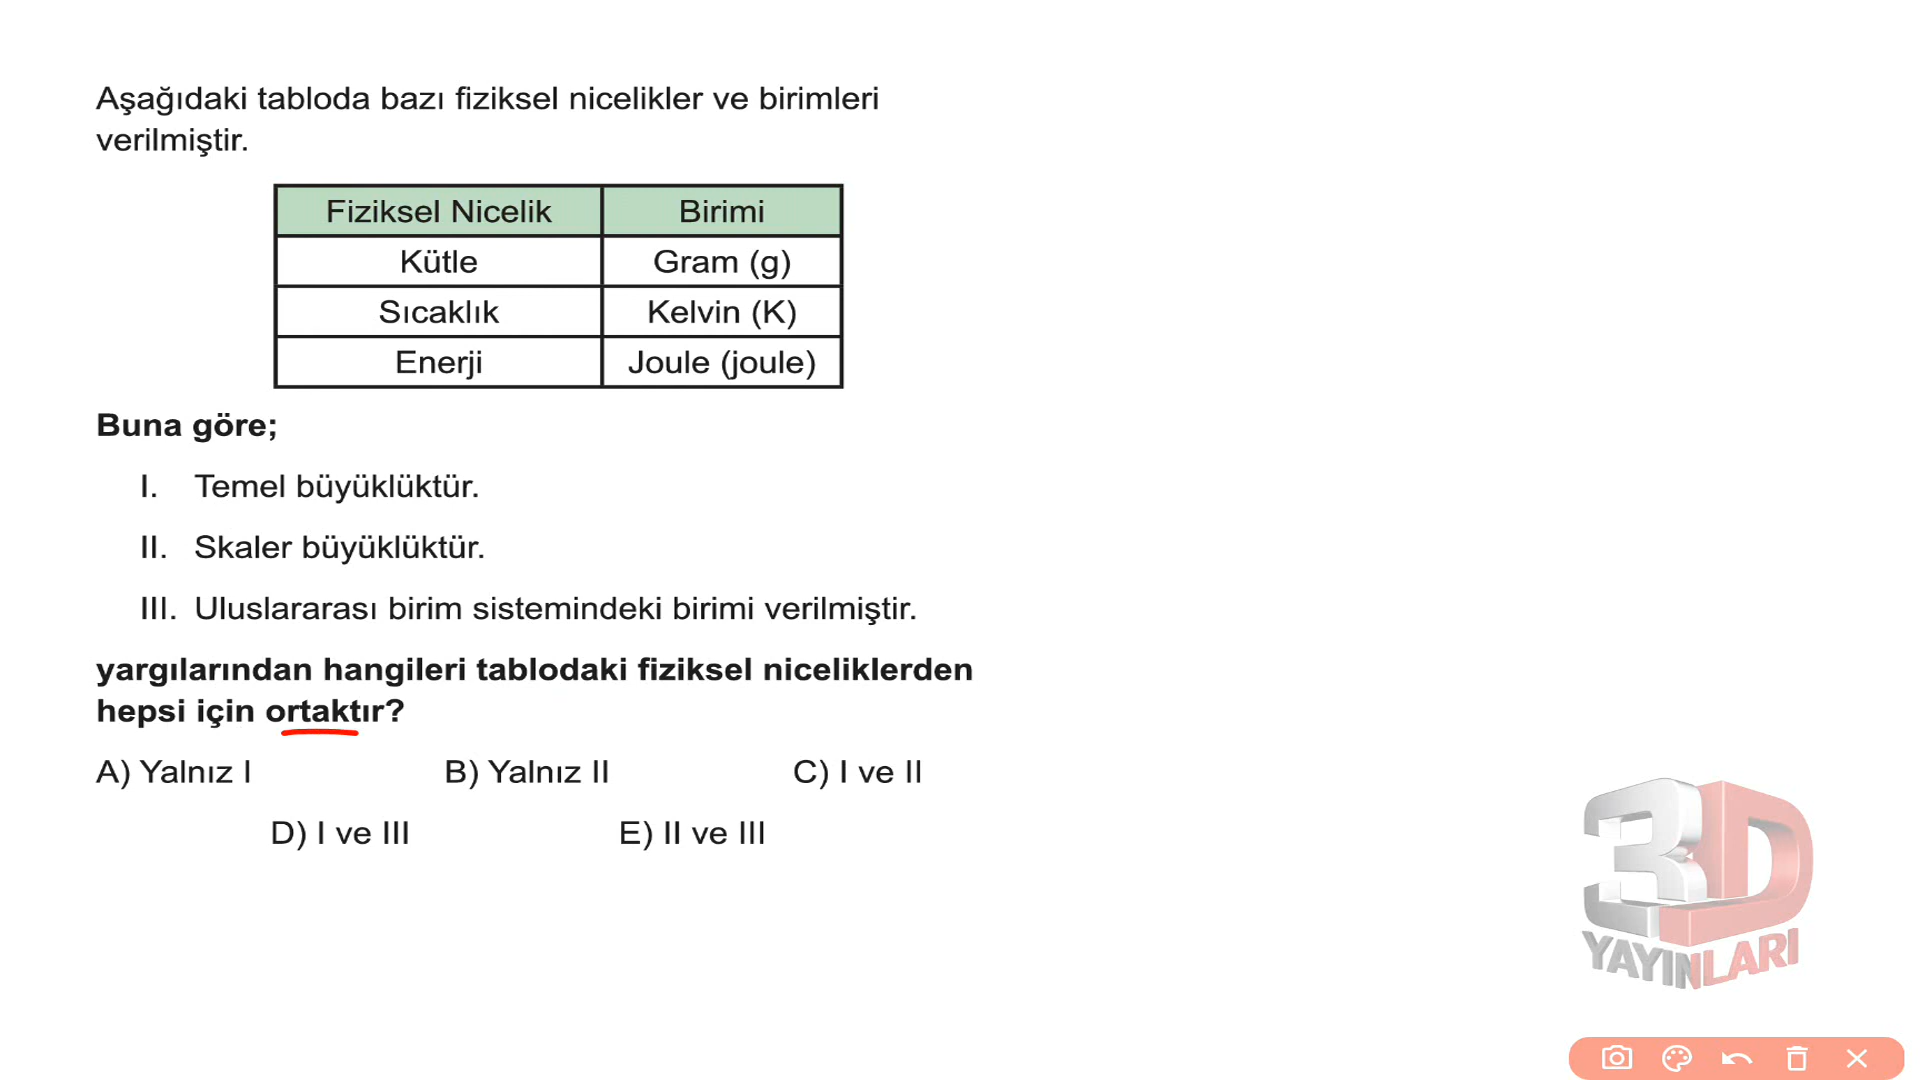 Aşağıdaki tabloda bazı fiziksel nicelikler ve birimleri
verilmiştir.
Fiziksel Nicelik Birimi
Kütle Gram (g)
Sıcaklık Kelvin (K)
Enerji Joule (joule)
Buna göre;
I. Temel büyüklüktür.
II. Skaler büyüklüktür.
III. Uluslararası birim sistemindeki birimi verilmiştir.
yargılarından hangileri tablodaki fiziksel niceliklerden
hepsi için ortaktır?
A) Yalnız I B) Yalnız II C) I ve II
D) I ve III E) II ve III
3D
YAYINLARI